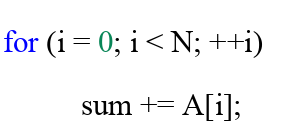 for (i = 0; i < N; ++i)
sum += A[i];